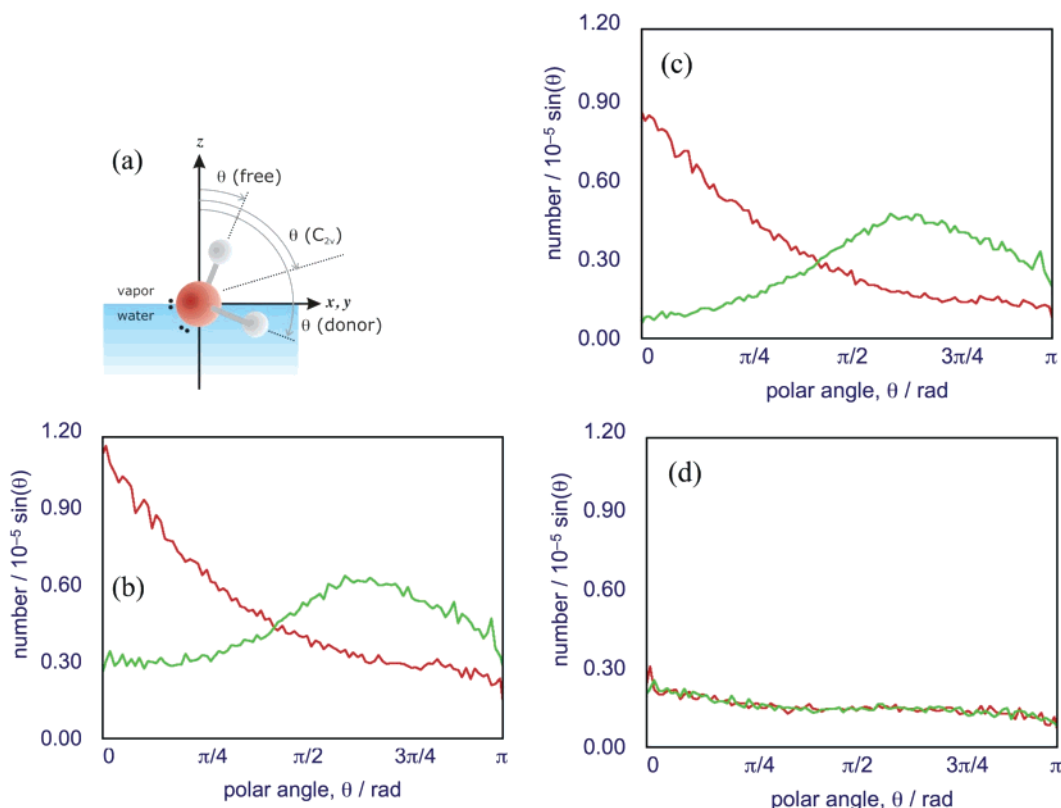 (a)
z
θ (free)
θ (C₂ᵥ)
vapor
water
x, y
θ (donor)
(b)
1.20
0.90
0.60
0.30
0.00
number / 10⁻⁵ sin(θ)
0 π/4 π/2 3π/4 π
polar angle, θ / rad
(c)
1.20
0.90
0.60
0.30
0.00
number / 10⁻⁵ sin(θ)
0 π/4 π/2 3π/4 π
polar angle, θ / rad
(d)
1.20
0.90
0.60
0.30
0.00
number / 10⁻⁵ sin(θ)
0 π/4 π/2 3π/4 π
polar angle, θ / rad